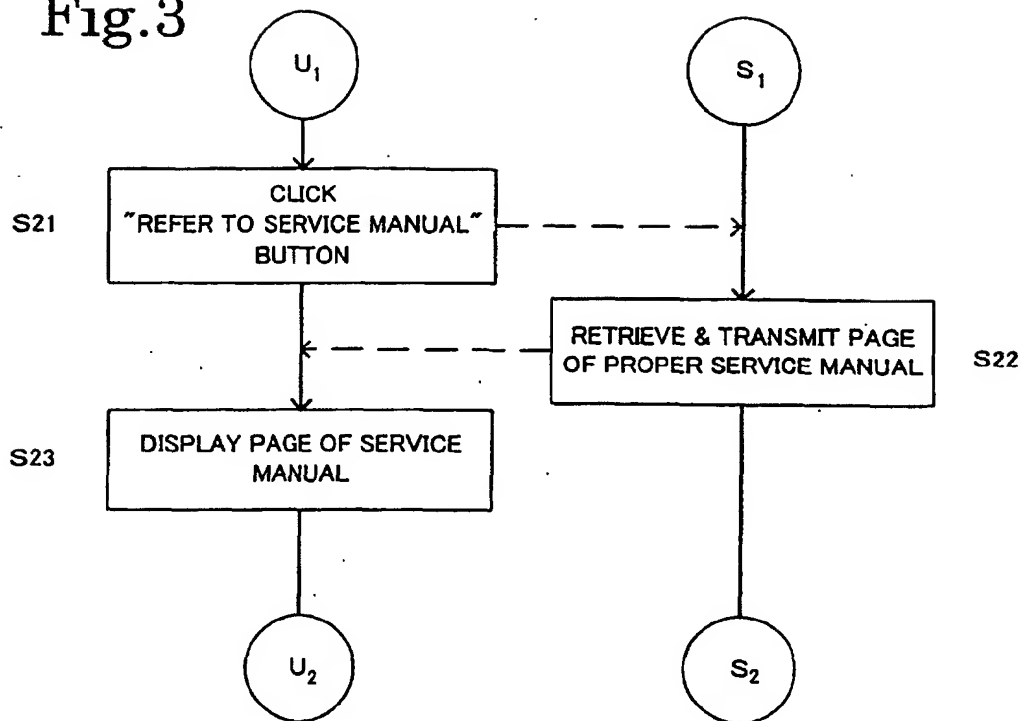 Fig.3
U1
S1
S21
CLICK
"REFER TO SERVICE MANUAL"
BUTTON
RETRIEVE & TRANSMIT PAGE
OF PROPER SERVICE MANUAL
S22
S23
DISPLAY PAGE OF SERVICE
MANUAL
U2
S2